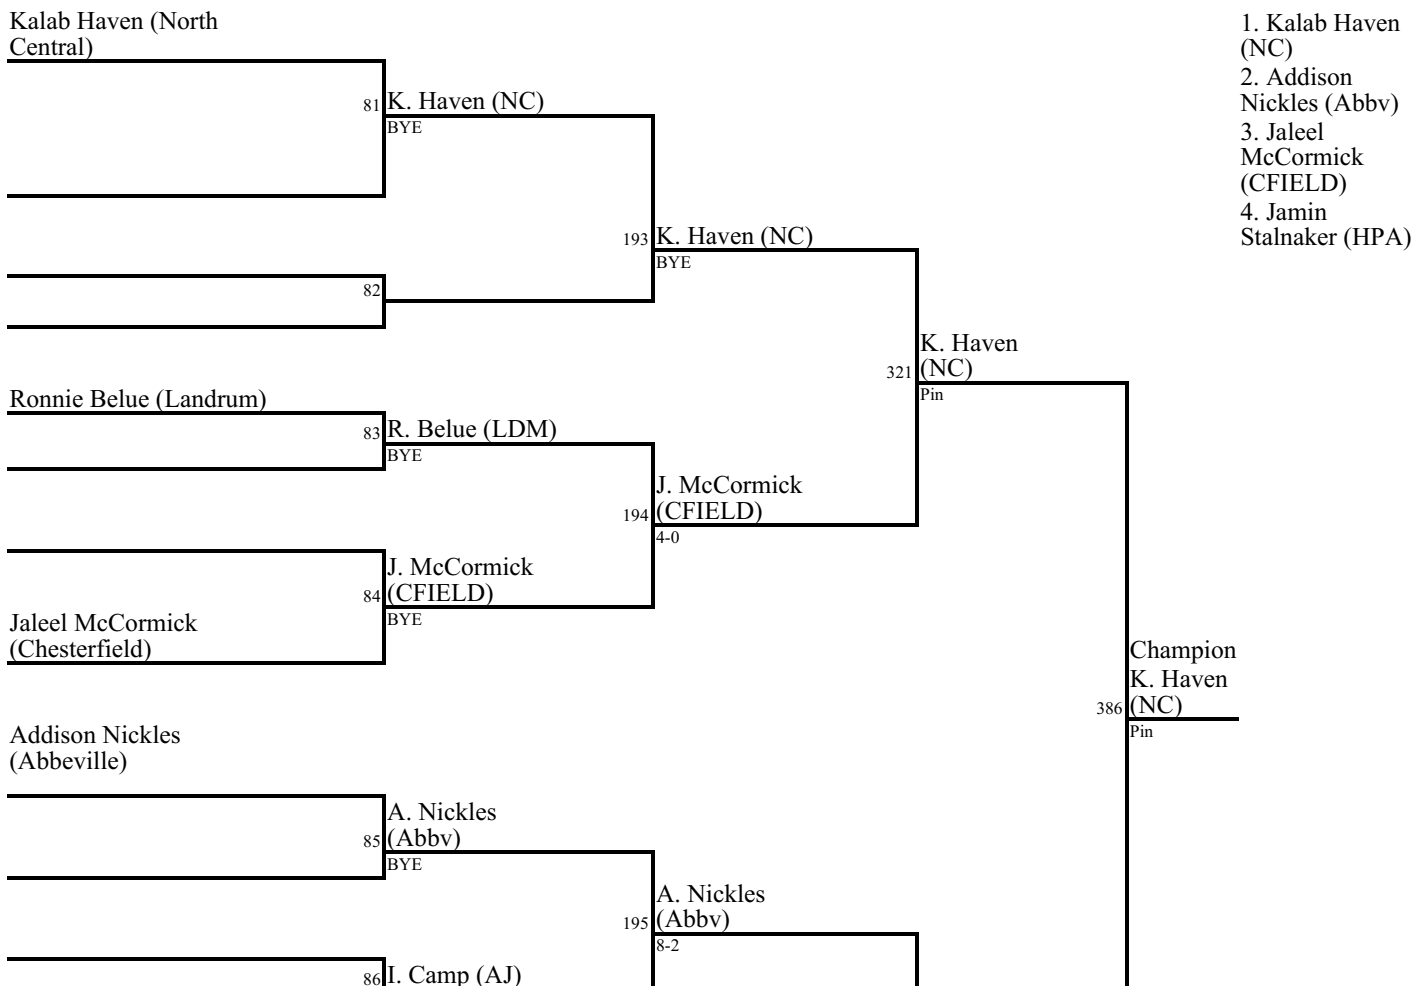 Kalab Haven (North
Central)
81
K. Haven (NC)
BYE
193
K. Haven (NC)
BYE
82
321
K. Haven
(NC)
Pin
Ronnie Belue (Landrum)
83
R. Belue (LDM)
BYE
194
J. McCormick
(CFIELD)
4-0
84
J. McCormick
(CFIELD)
BYE
Jaleel McCormick
(Chesterfield)
386
Champion
K. Haven
(NC)
Pin
Addison Nickles
(Abbeville)
85
A. Nickles
(Abbv)
BYE
195
A. Nickles
(Abbv)
8-2
86
I. Camp (AJ)
1. Kalab Haven
(NC)
2. Addison
Nickles (Abbv)
3. Jaleel
McCormick
(CFIELD)
4. Jamin
Stalnaker (HPA)